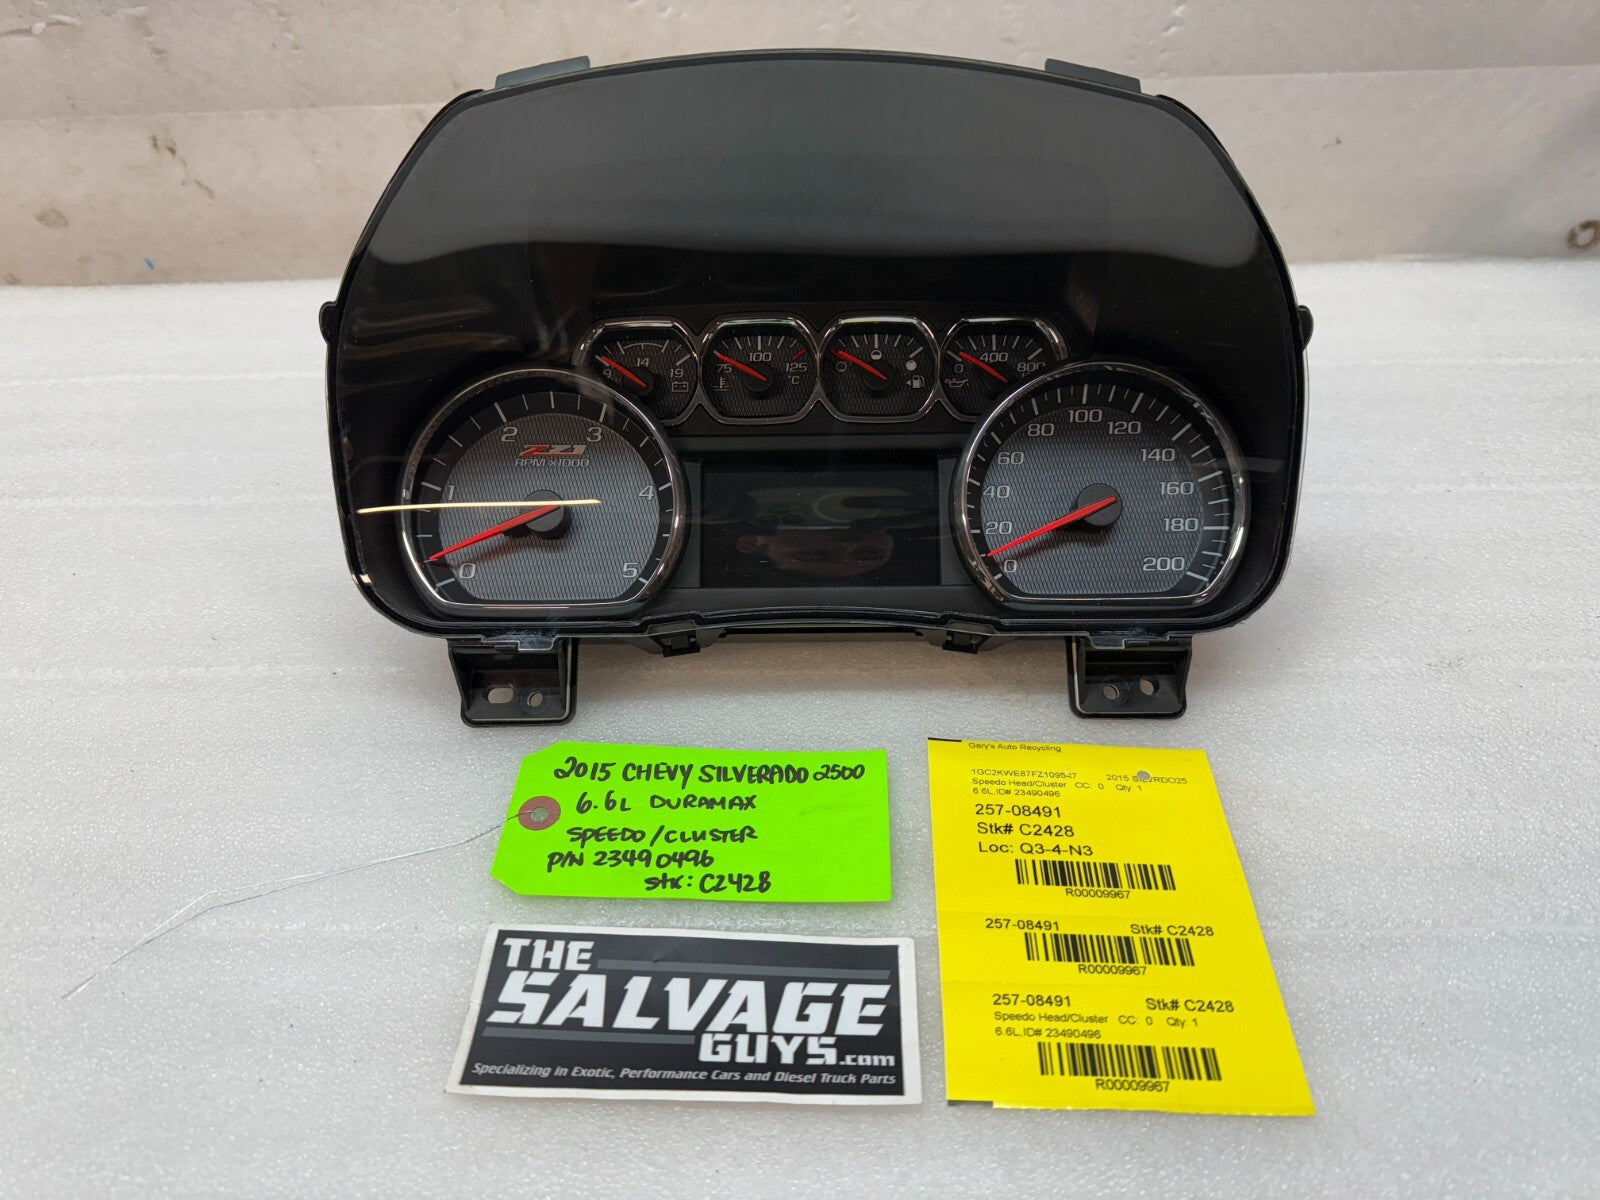 14
9
19
100
75
125
°C
400
0
800
2
3
Z71
RPM x1000
1
4
0
5
100
80
120
60
140
40
160
20
180
0
200
2015 CHEVY SILVERADO 2500
6.6L DURAMAX
SPEEDO/CLUSTER
P/N 23490496
STK: C2428
THE
SALVAGE
GUYS.com
Specializing in Exotic, Performance Cars and Diesel Truck Parts
Gary's Auto Recycling
2015
Speedo Head/Cluster CC: 0 Qty: 1
6.6L,ID# 23490496
257-08491
Stk# C2428
Loc: Q3-4-N3
R00009967
257-08491 Stk# C2428
R00009967
257-08491 Stk# C2428
Speedo Head/Cluster CC: 0 Qty: 1
6.6L,ID# 23490496
R00009967